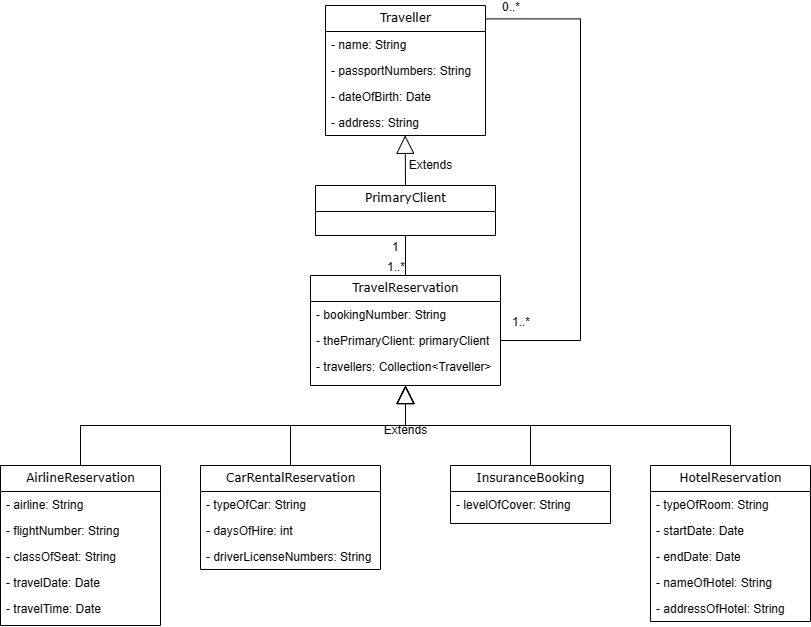 Traveller
0..*
- name: String
- passportNumbers: String
- dateOfBirth: Date
- address: String
Extends
PrimaryClient
1
1..*
TravelReservation
- bookingNumber: String
1..*
- thePrimaryClient: primaryClient
- travellers: Collection<Traveller>
Extends
AirlineReservation
- airline: String
- flightNumber: String
- classOfSeat: String
- travelDate: Date
- travelTime: Date
CarRentalReservation
- typeOfCar: String
- daysOfHire: int
- driverLicenseNumbers: String
InsuranceBooking
- levelOfCover: String
HotelReservation
- typeOfRoom: String
- startDate: Date
- endDate: Date
- nameOfHotel: String
- addressOfHotel: String